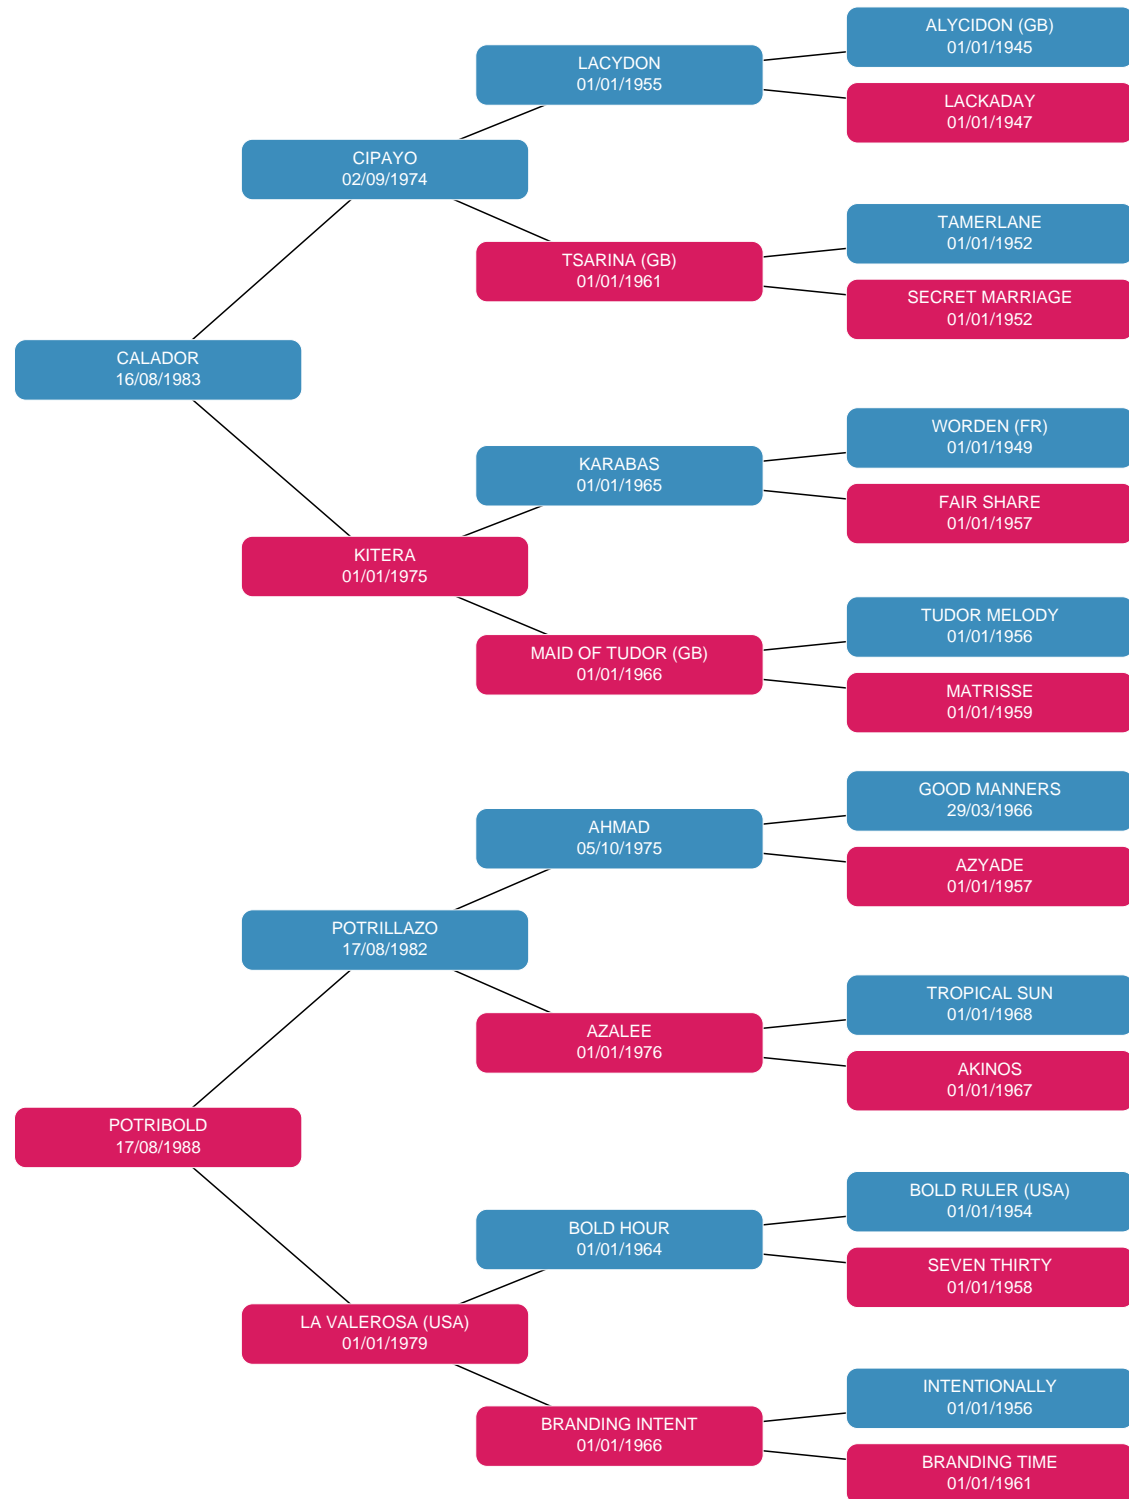 ALYCIDON (GB)
01/01/1945
LACYDON
01/01/1955
LACKADAY
01/01/1947
CIPAYO
02/09/1974
TAMERLANE
01/01/1952
TSARINA (GB)
01/01/1961
SECRET MARRIAGE
01/01/1952
CALADOR
16/08/1983
WORDEN (FR)
01/01/1949
KARABAS
01/01/1965
FAIR SHARE
01/01/1957
KITERA
01/01/1975
TUDOR MELODY
01/01/1956
MAID OF TUDOR (GB)
01/01/1966
MATRISSE
01/01/1959
GOOD MANNERS
29/03/1966
AHMAD
05/10/1975
AZYADE
01/01/1957
POTRILLAZO
17/08/1982
TROPICAL SUN
01/01/1968
AZALEE
01/01/1976
AKINOS
01/01/1967
POTRIBOLD
17/08/1988
BOLD RULER (USA)
01/01/1954
BOLD HOUR
01/01/1964
SEVEN THIRTY
01/01/1958
LA VALEROSA (USA)
01/01/1979
INTENTIONALLY
01/01/1956
BRANDING INTENT
01/01/1966
BRANDING TIME
01/01/1961